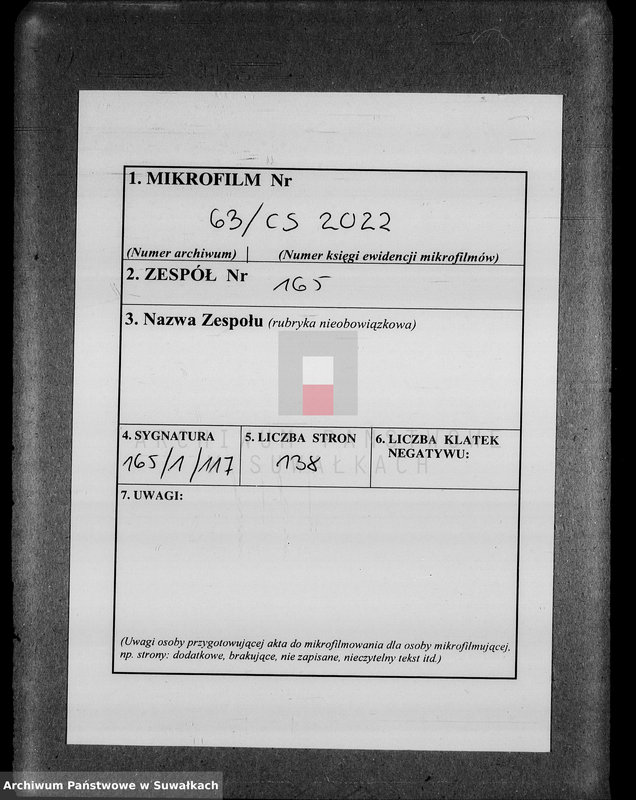 1. MIKROFILM Nr
63/CS 2022
(Numer archiwum) | (Numer księgi ewidencji mikrofilmów)
2. ZESPÓŁ Nr 165
3. Nazwa Zespołu (rubryka nieobowiązkowa)
ARCHIWUM PAŃSTWOWE
W SUWAŁKACH
4. SYGNATURA
165/1/117
5. LICZBA STRON
138
6. LICZBA KLATEK
NEGATYWU:
7. UWAGI:
(Uwagi osoby przygotowującej akta do mikrofilmowania dla osoby mikrofilmującej.
np. strony: dodatkowe, brakujące, nie zapisane, nieczytelny tekst itd.)
Archiwum Państwowe w Suwałkach